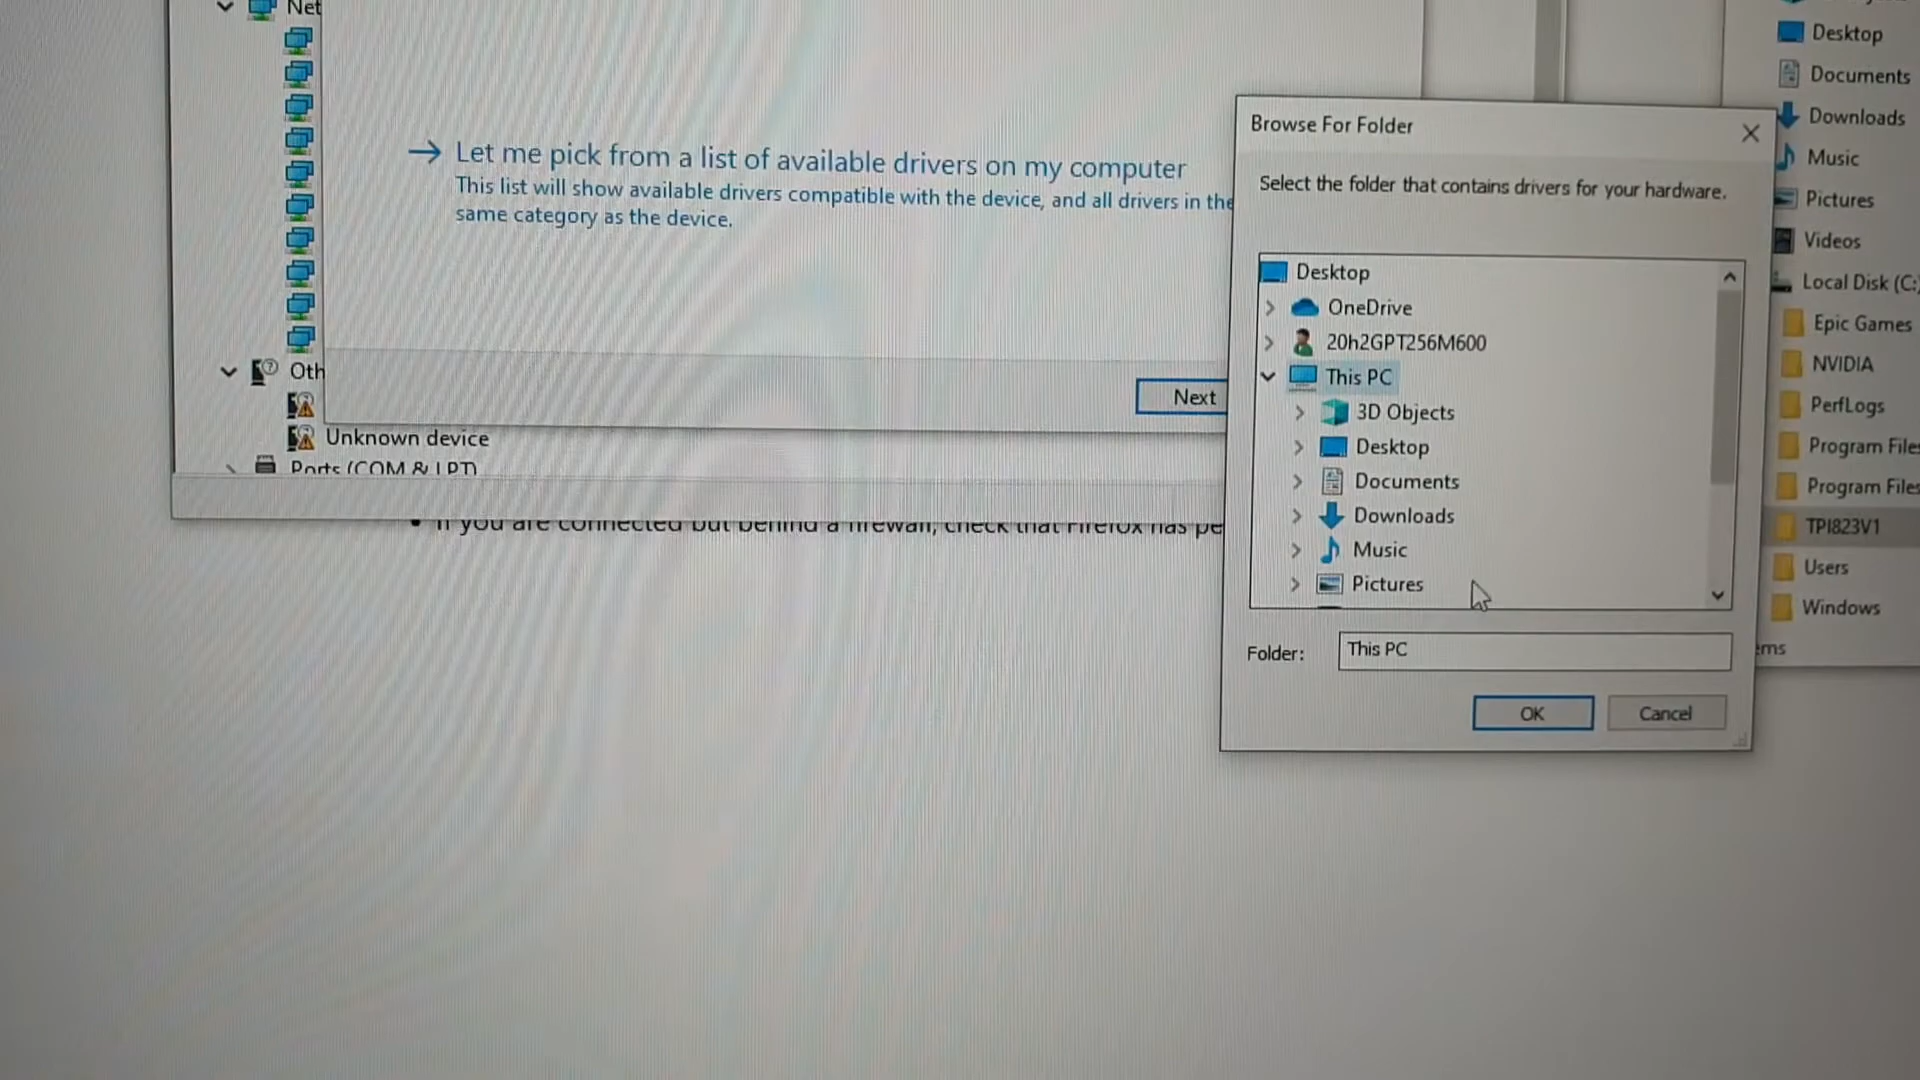 Net
Let me pick from a list of available drivers on my computer
This list will show available drivers compatible with the device, and all drivers in the
same category as the device.
Next
Oth
Unknown device
Ports (COM & LPT)
If you are connected but behind a firewall, check that Firefox has pe
Browse For Folder
Select the folder that contains drivers for your hardware.
Desktop
OneDrive
20h2GPT256M600
This PC
3D Objects
Desktop
Documents
Downloads
Music
Pictures
Folder:
This PC
OK
Cancel
Desktop
Documents
Downloads
Music
Pictures
Videos
Local Disk (C:)
Epic Games
NVIDIA
PerfLogs
Program Files
Program Files
TPI823V1
Users
Windows
ems